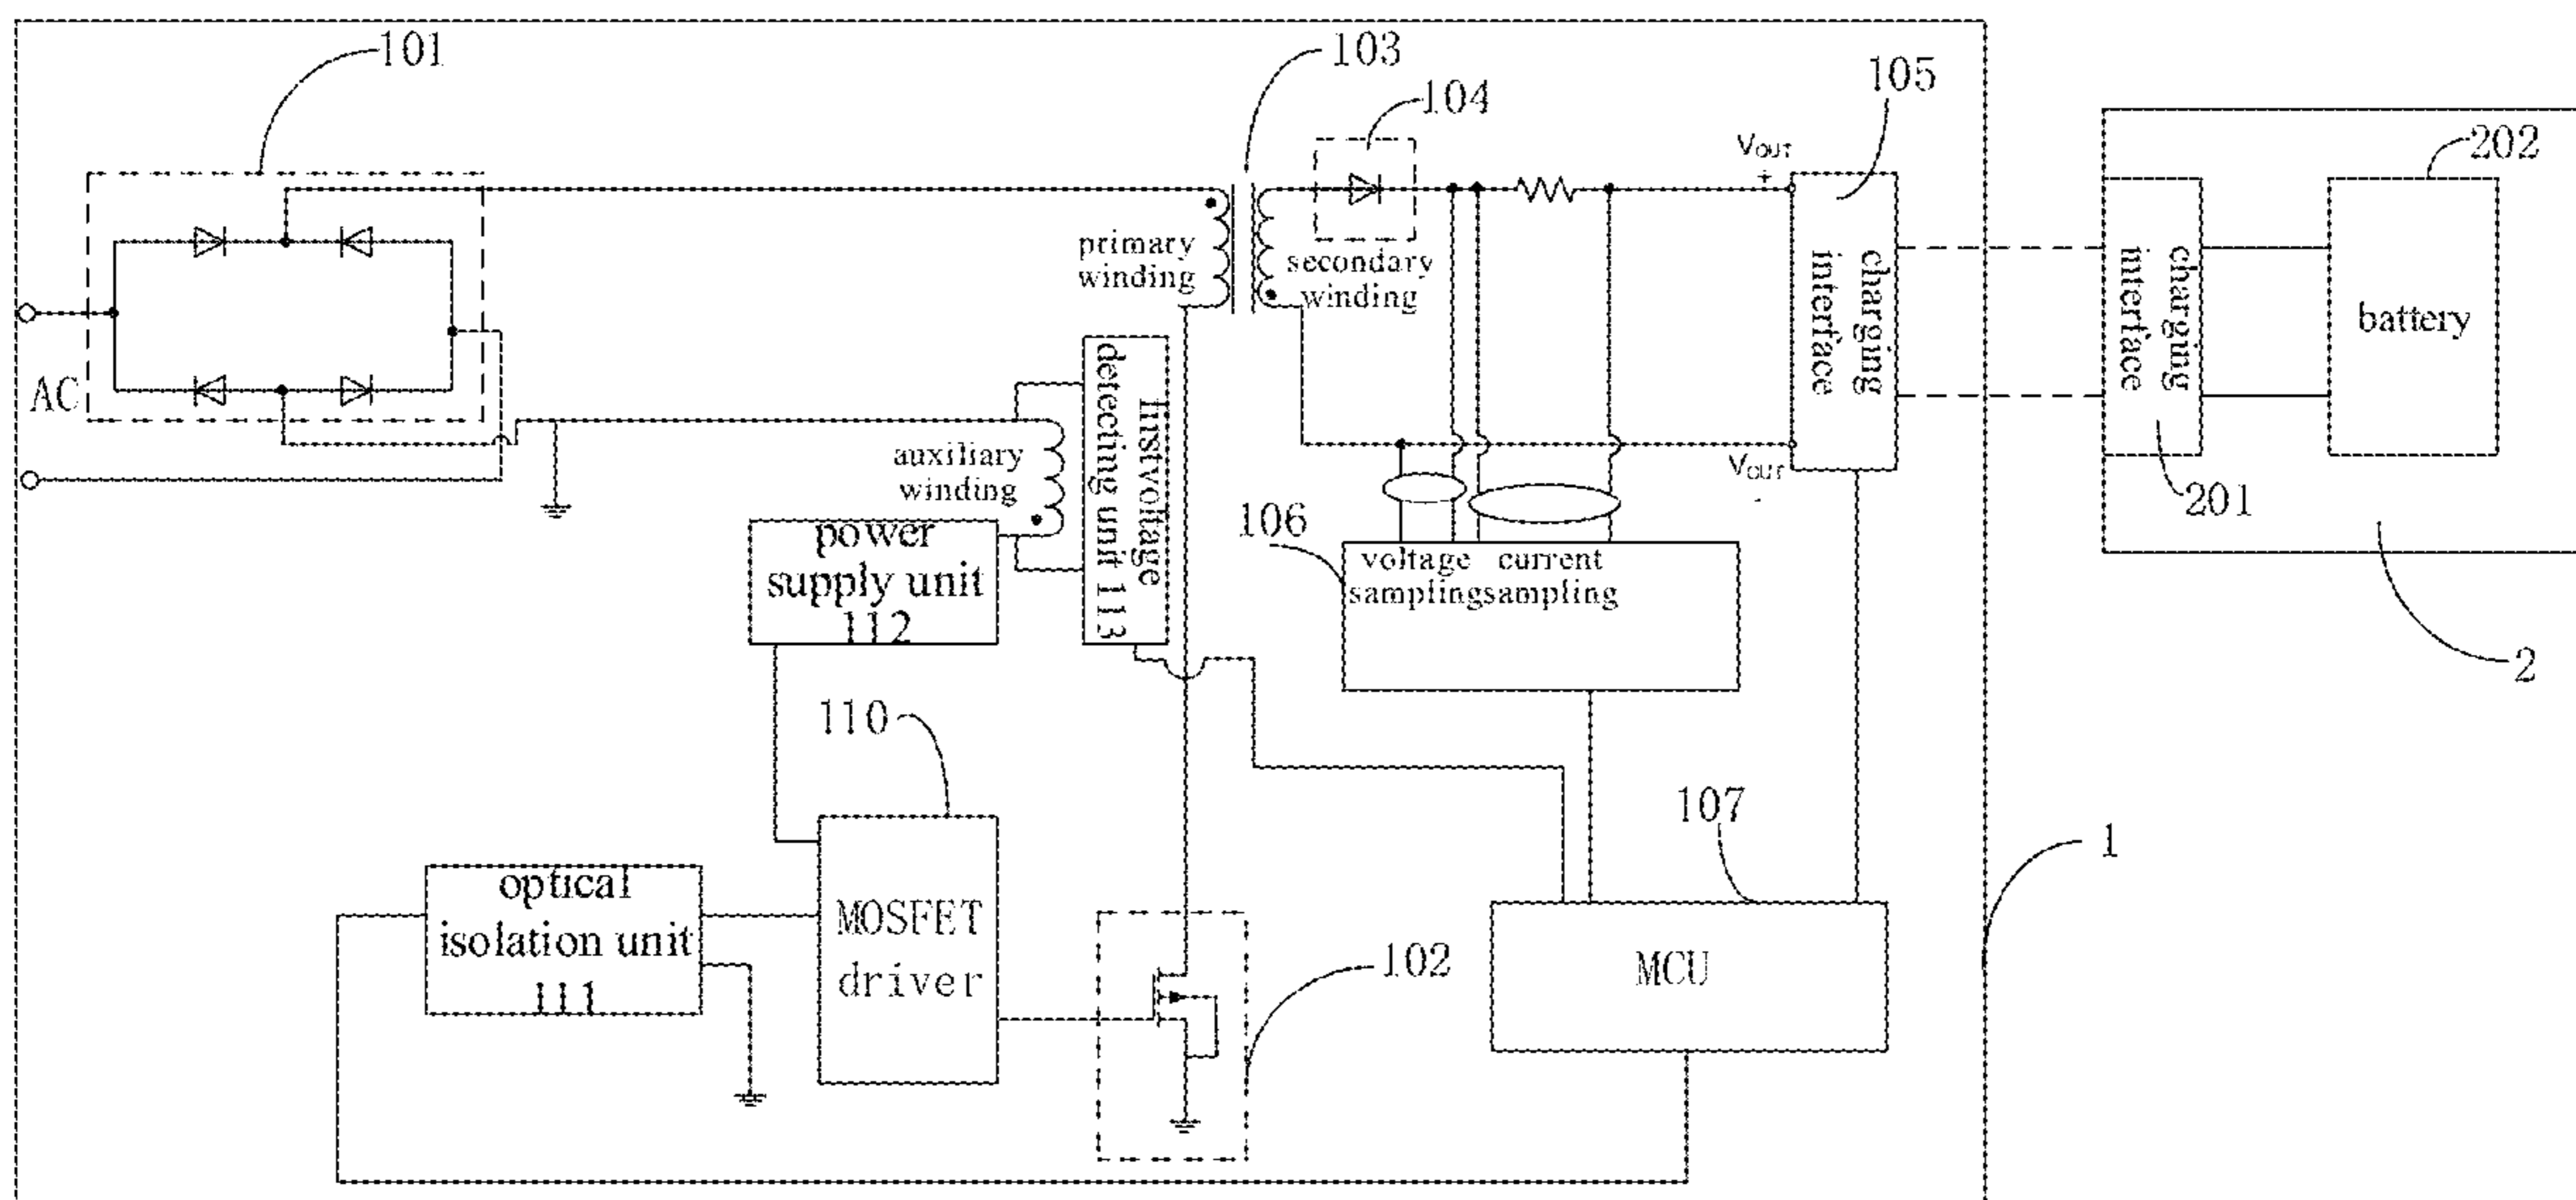 101
103
104
105
202
VOUT
+
primary
winding
secondary
winding
charging
interface
charging
interface
battery
AC
Instvoltage
detecting unit 113
auxiliary
winding
VOUT
-
201
106
power
supply unit
112
voltage current
samplingsampling
2
110
107
1
optical
isolation unit
111
MOSFET
driver
102
MCU